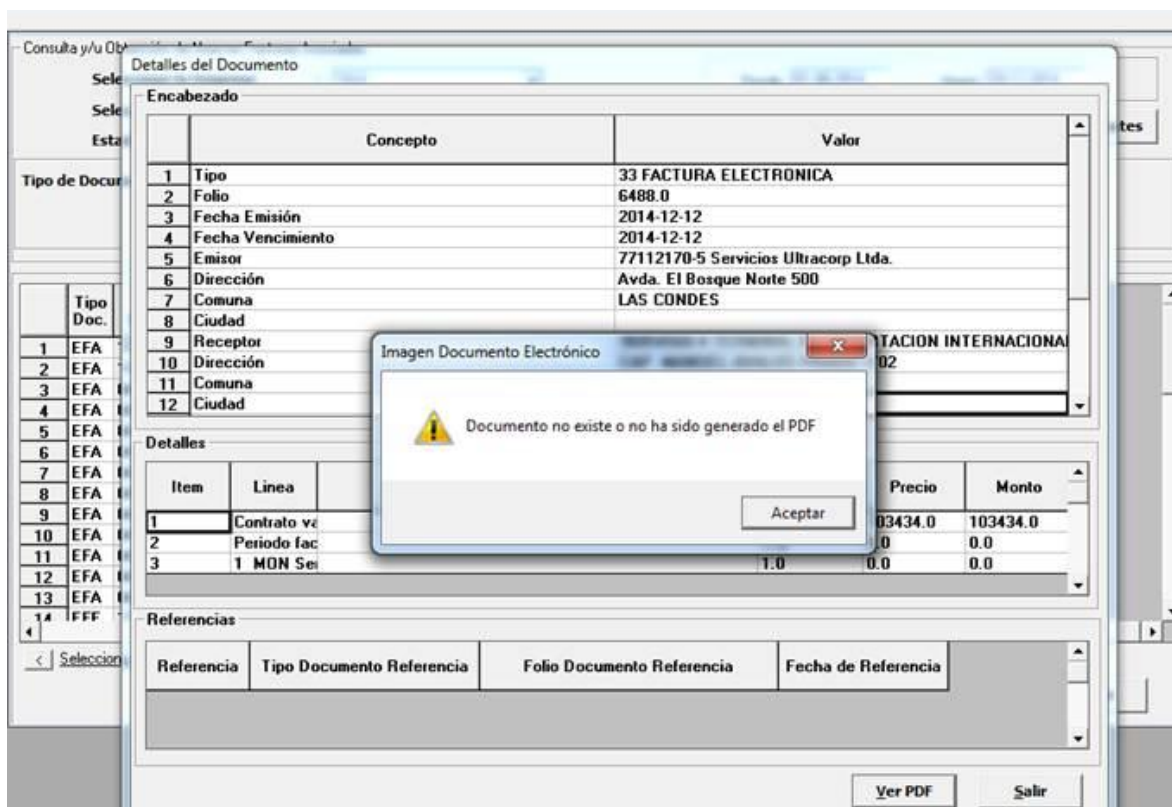 Consulta y/u
Detalles del Documento
Encabezado
Concepto Valor
1 Tipo 33 FACTURA ELECTRONICA
2 Folio 6488.0
3 Fecha Emisión 2014-12-12
4 Fecha Vencimiento 2014-12-12
5 Emisor 77112170-5 Servicios Ultracorp Ltda.
6 Dirección Avda. El Bosque Norte 500
7 Comuna LAS CONDES
8 Ciudad
9 Receptor TACION INTERNACIONA
10 Dirección 02
11 Comuna
12 Ciudad
Sele
Sele
Esta
tes
Tipo de Docu
Tipo
Doc.
1 EFA
2 EFA
3 EFA
4 EFA
5 EFA
6 EFA
7 EFA
8 EFA
9 EFA
10 EFA
11 EFA
12 EFA
13 EFA
14 EFE
< Seleccion
Imagen Documento Electrónico
Documento no existe o no ha sido generado el PDF
Aceptar
Detalles
Item Linea Precio Monto
1 Contrato va 03434.0 103434.0
2 Periodo fac .0 0.0
3 1 MON Ser 1.0 0.0 0.0
Referencias
Referencia Tipo Documento Referencia Folio Documento Referencia Fecha de Referencia
Ver PDF Salir